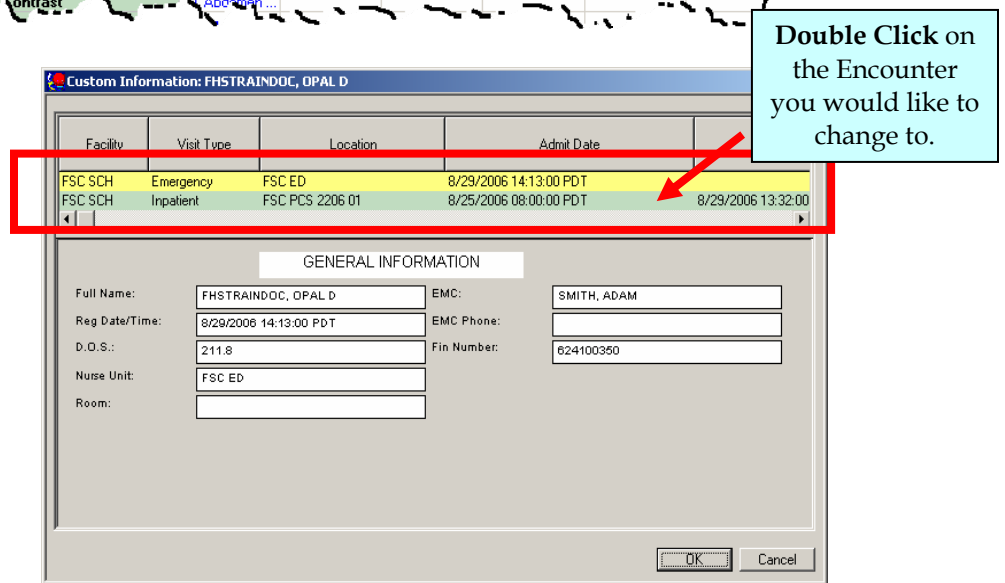 ontrast
Abdomen ...
Double Click on
the Encounter
you would like to
change to.
Custom Information: FHSTRAINDOC, OPAL D
Facility Visit Type Location Admit Date
FSC SCH Emergency FSC ED 8/29/2006 14:13:00 PDT
FSC SCH Inpatient FSC PCS 2206 01 8/25/2006 08:00:00 PDT 8/29/2006 13:32:00
GENERAL INFORMATION
Full Name: FHSTRAINDOC, OPAL D EMC: SMITH, ADAM
Reg Date/Time: 8/29/2006 14:13:00 PDT EMC Phone:
D.O.S.: 211.8 Fin Number: 624100350
Nurse Unit: FSC ED
Room:
OK Cancel